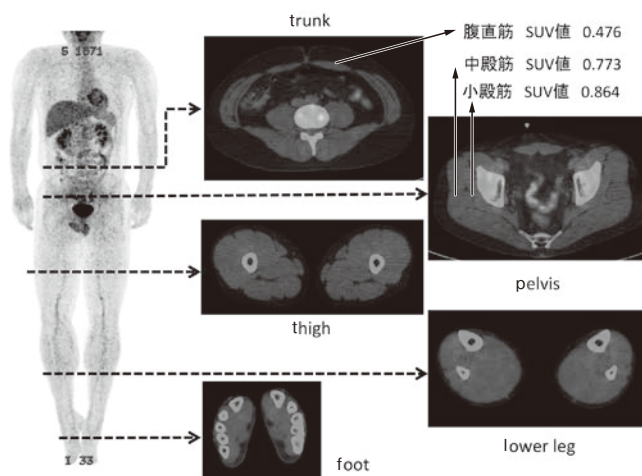 trunk
腹直筋 SUV値 0.476
中殿筋 SUV値 0.773
小殿筋 SUV値 0.864
S 1671
pelvis
thigh
lower leg
foot
I 33